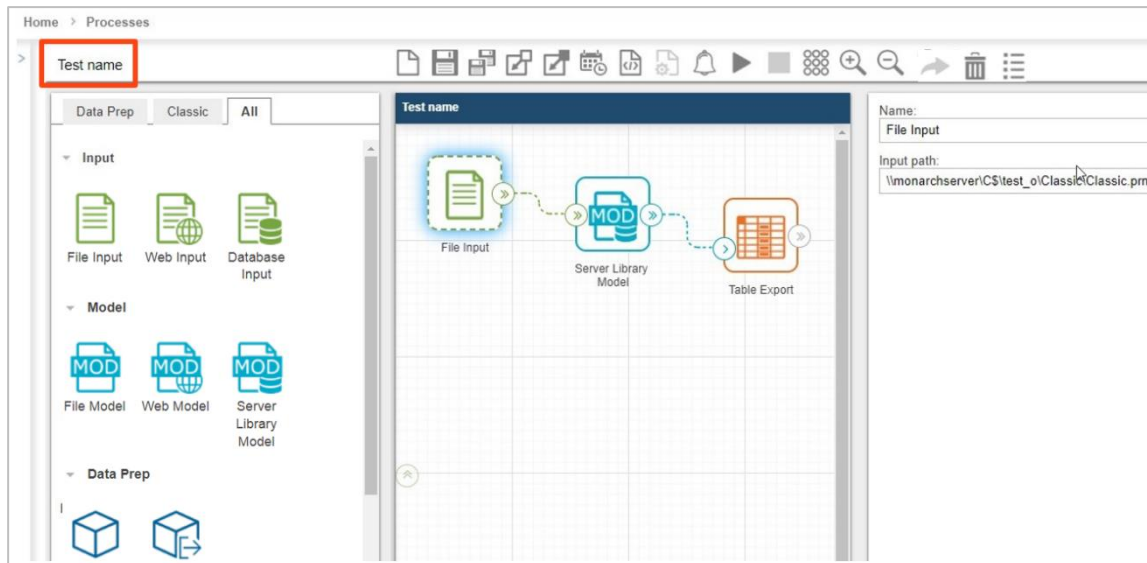 Home > Processes
Test name
Data Prep Classic All
Input
File Input
Web Input
Database
Input
Model
MOD
MOD
MOD
File Model
Web Model
Server
Library
Model
Data Prep
Test name
File Input
MOD
Server Library
Model
Table Export
Name:
File Input
Input path:
\\monarchserver\C$\test_o\Classic\Classic.prn